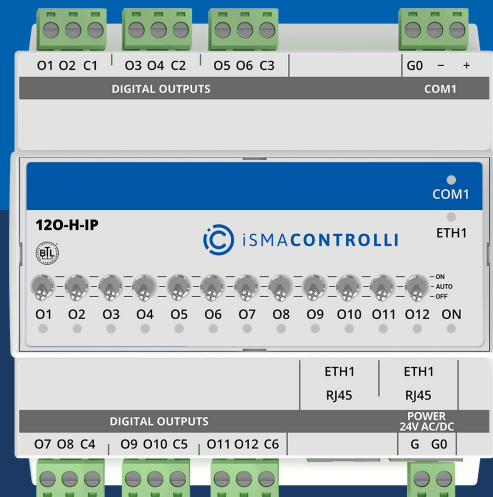 O1 O2 C1 O3 O4 C2 O5 O6 C3 G0 − +
DIGITAL OUTPUTS COM1
COM1
12O-H-IP
ETH1
BTL
iSMACONTROLLI
ON
AUTO
OFF
O1 O2 O3 O4 O5 O6 O7 O8 O9 O10 O11 O12 ON
ETH1 ETH1
RJ45 RJ45
DIGITAL OUTPUTS POWER
24V AC/DC
O7 O8 C4 O9 O10 C5 O11 O12 C6 G G0